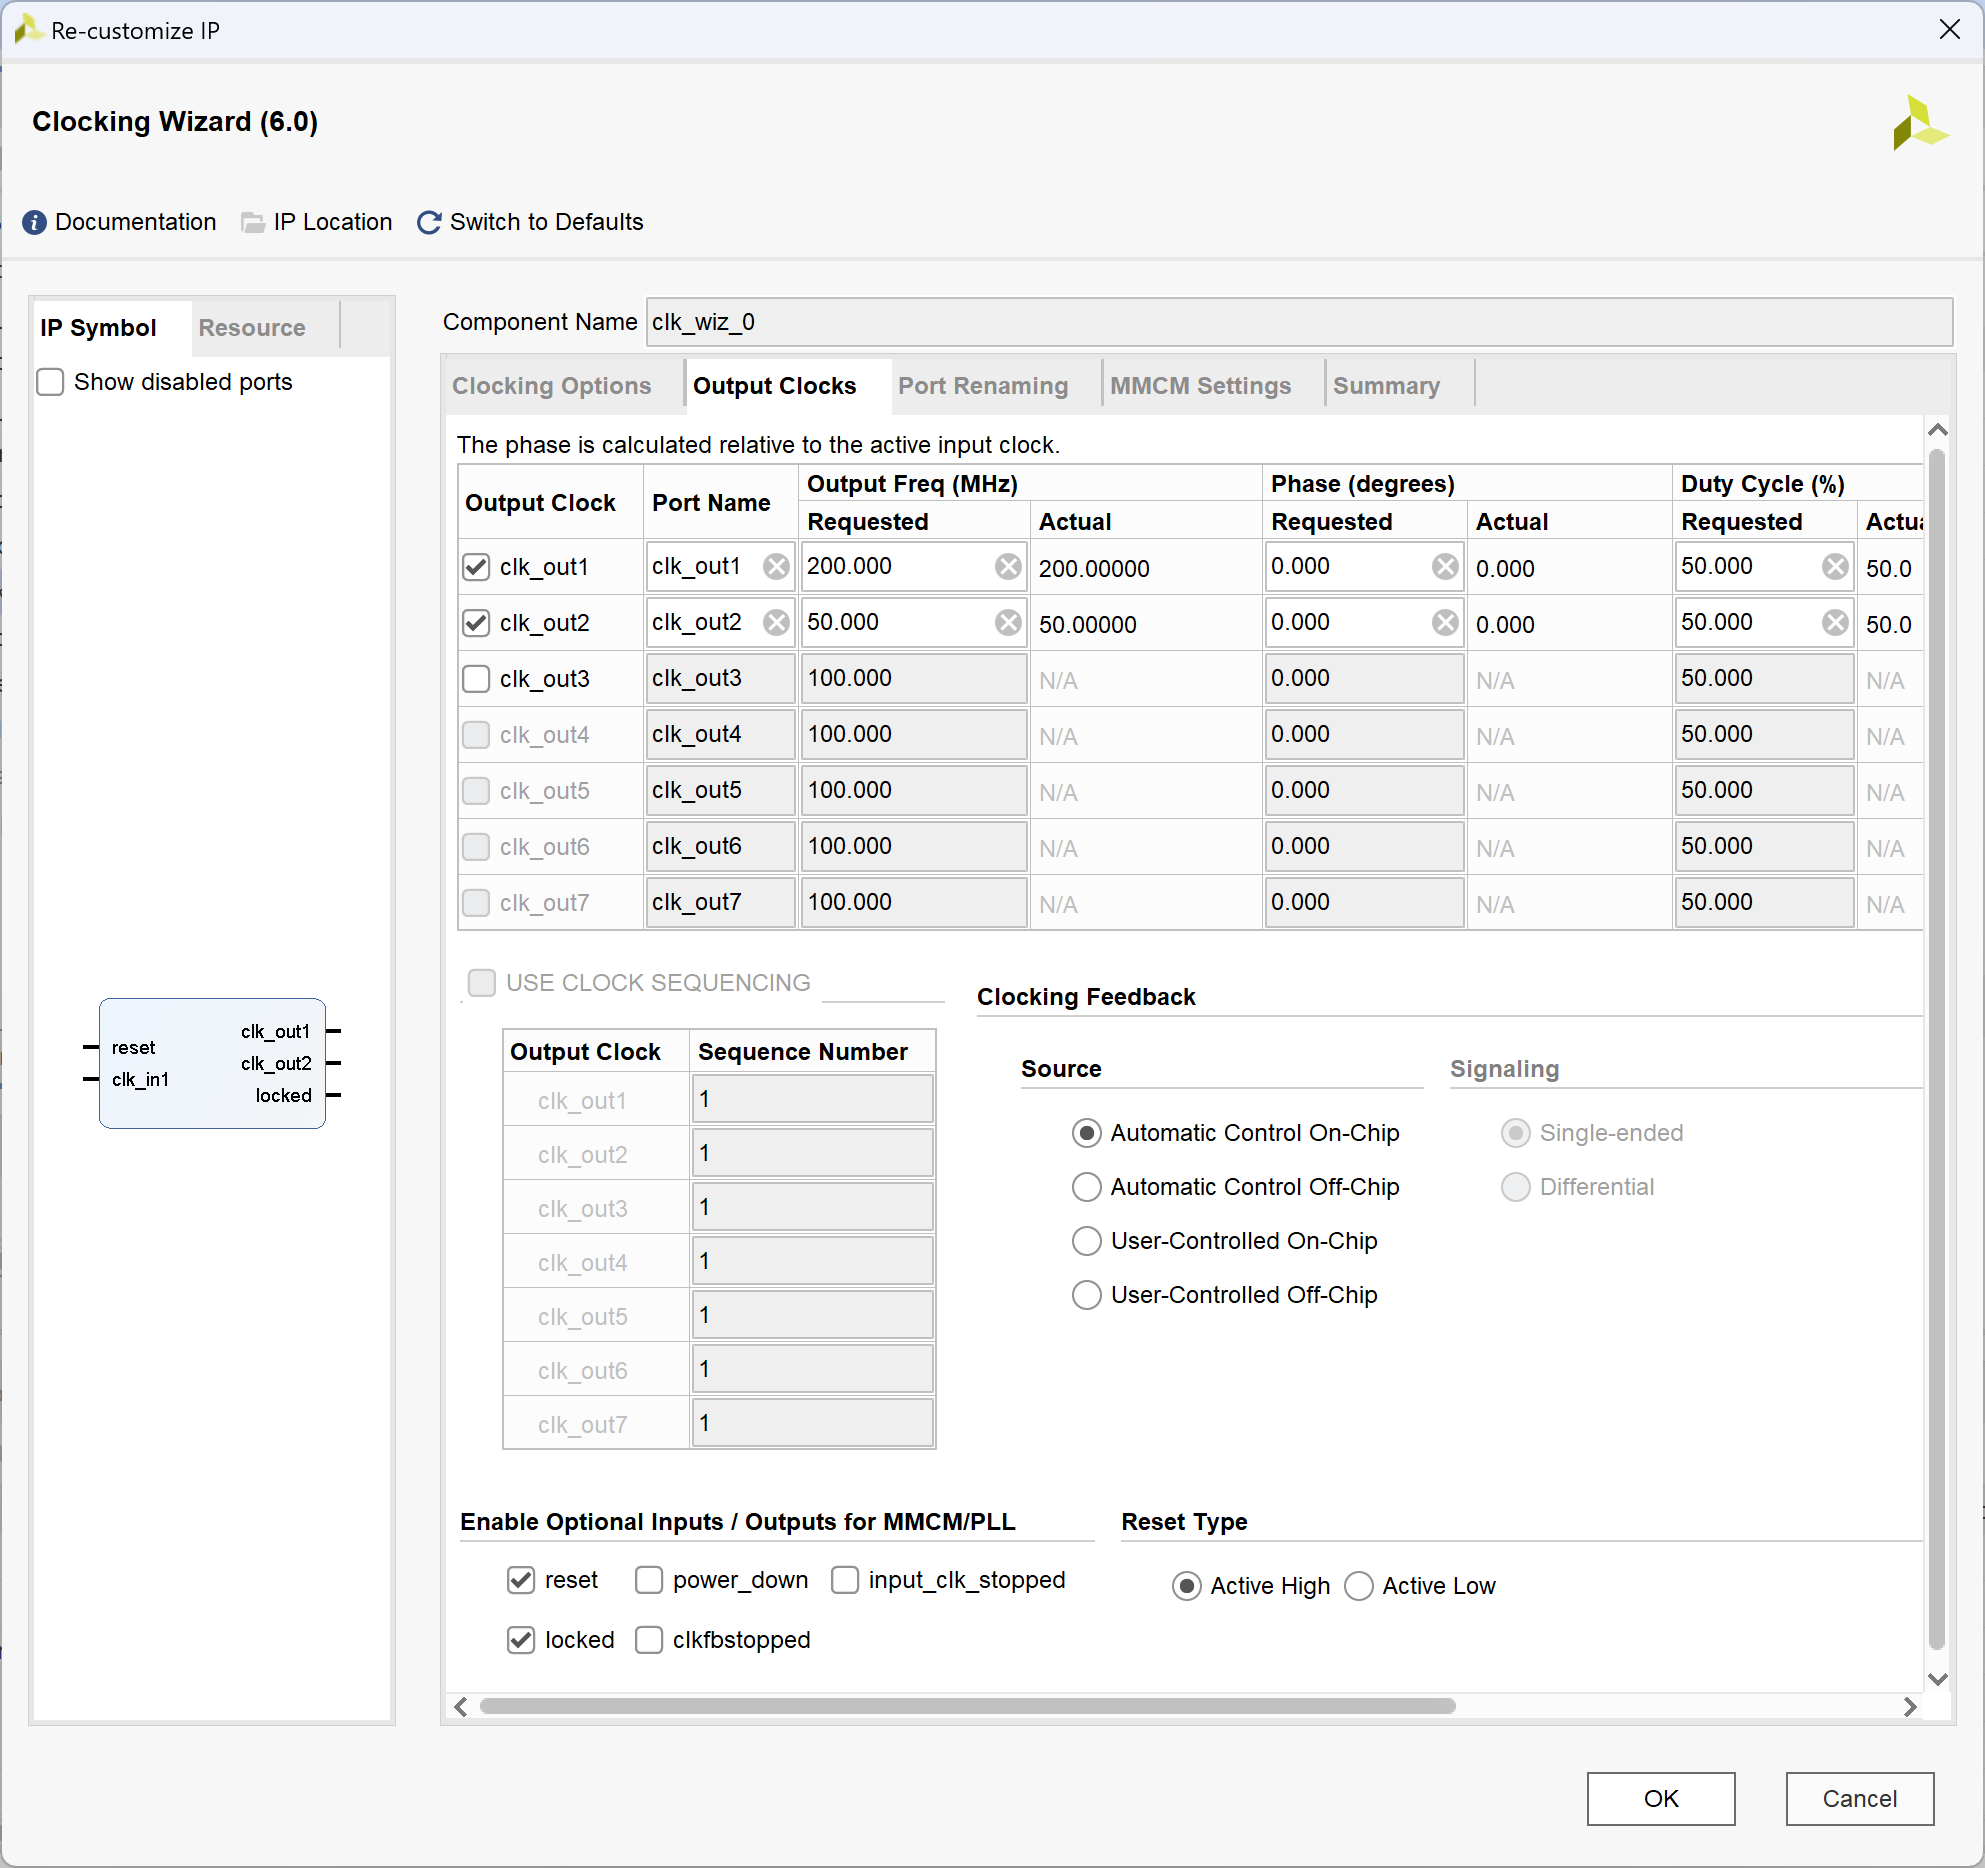 Re-customize IP
Clocking Wizard (6.0)
Documentation IP Location Switch to Defaults
IP Symbol Resource
Show disabled ports
reset
clk_in1
clk_out1
clk_out2
locked
Component Name clk_wiz_0
Clocking Options Output Clocks Port Renaming MMCM Settings Summary
The phase is calculated relative to the active input clock.
Output Clock Port Name Output Freq (MHz) Phase (degrees) Duty Cycle (%)
Requested Actual Requested Actual Requested Actua
clk_out1 clk_out1 200.000 200.00000 0.000 0.000 50.000 50.0
clk_out2 clk_out2 50.000 50.00000 0.000 0.000 50.000 50.0
clk_out3 clk_out3 100.000 N/A 0.000 N/A 50.000 N/A
clk_out4 clk_out4 100.000 N/A 0.000 N/A 50.000 N/A
clk_out5 clk_out5 100.000 N/A 0.000 N/A 50.000 N/A
clk_out6 clk_out6 100.000 N/A 0.000 N/A 50.000 N/A
clk_out7 clk_out7 100.000 N/A 0.000 N/A 50.000 N/A
USE CLOCK SEQUENCING
Output Clock Sequence Number
clk_out1 1
clk_out2 1
clk_out3 1
clk_out4 1
clk_out5 1
clk_out6 1
clk_out7 1
Clocking Feedback
Source Signaling
Automatic Control On-Chip Single-ended
Automatic Control Off-Chip Differential
User-Controlled On-Chip
User-Controlled Off-Chip
Enable Optional Inputs / Outputs for MMCM/PLL
reset power_down input_clk_stopped
locked clkfbstopped
Reset Type
Active High Active Low
OK Cancel